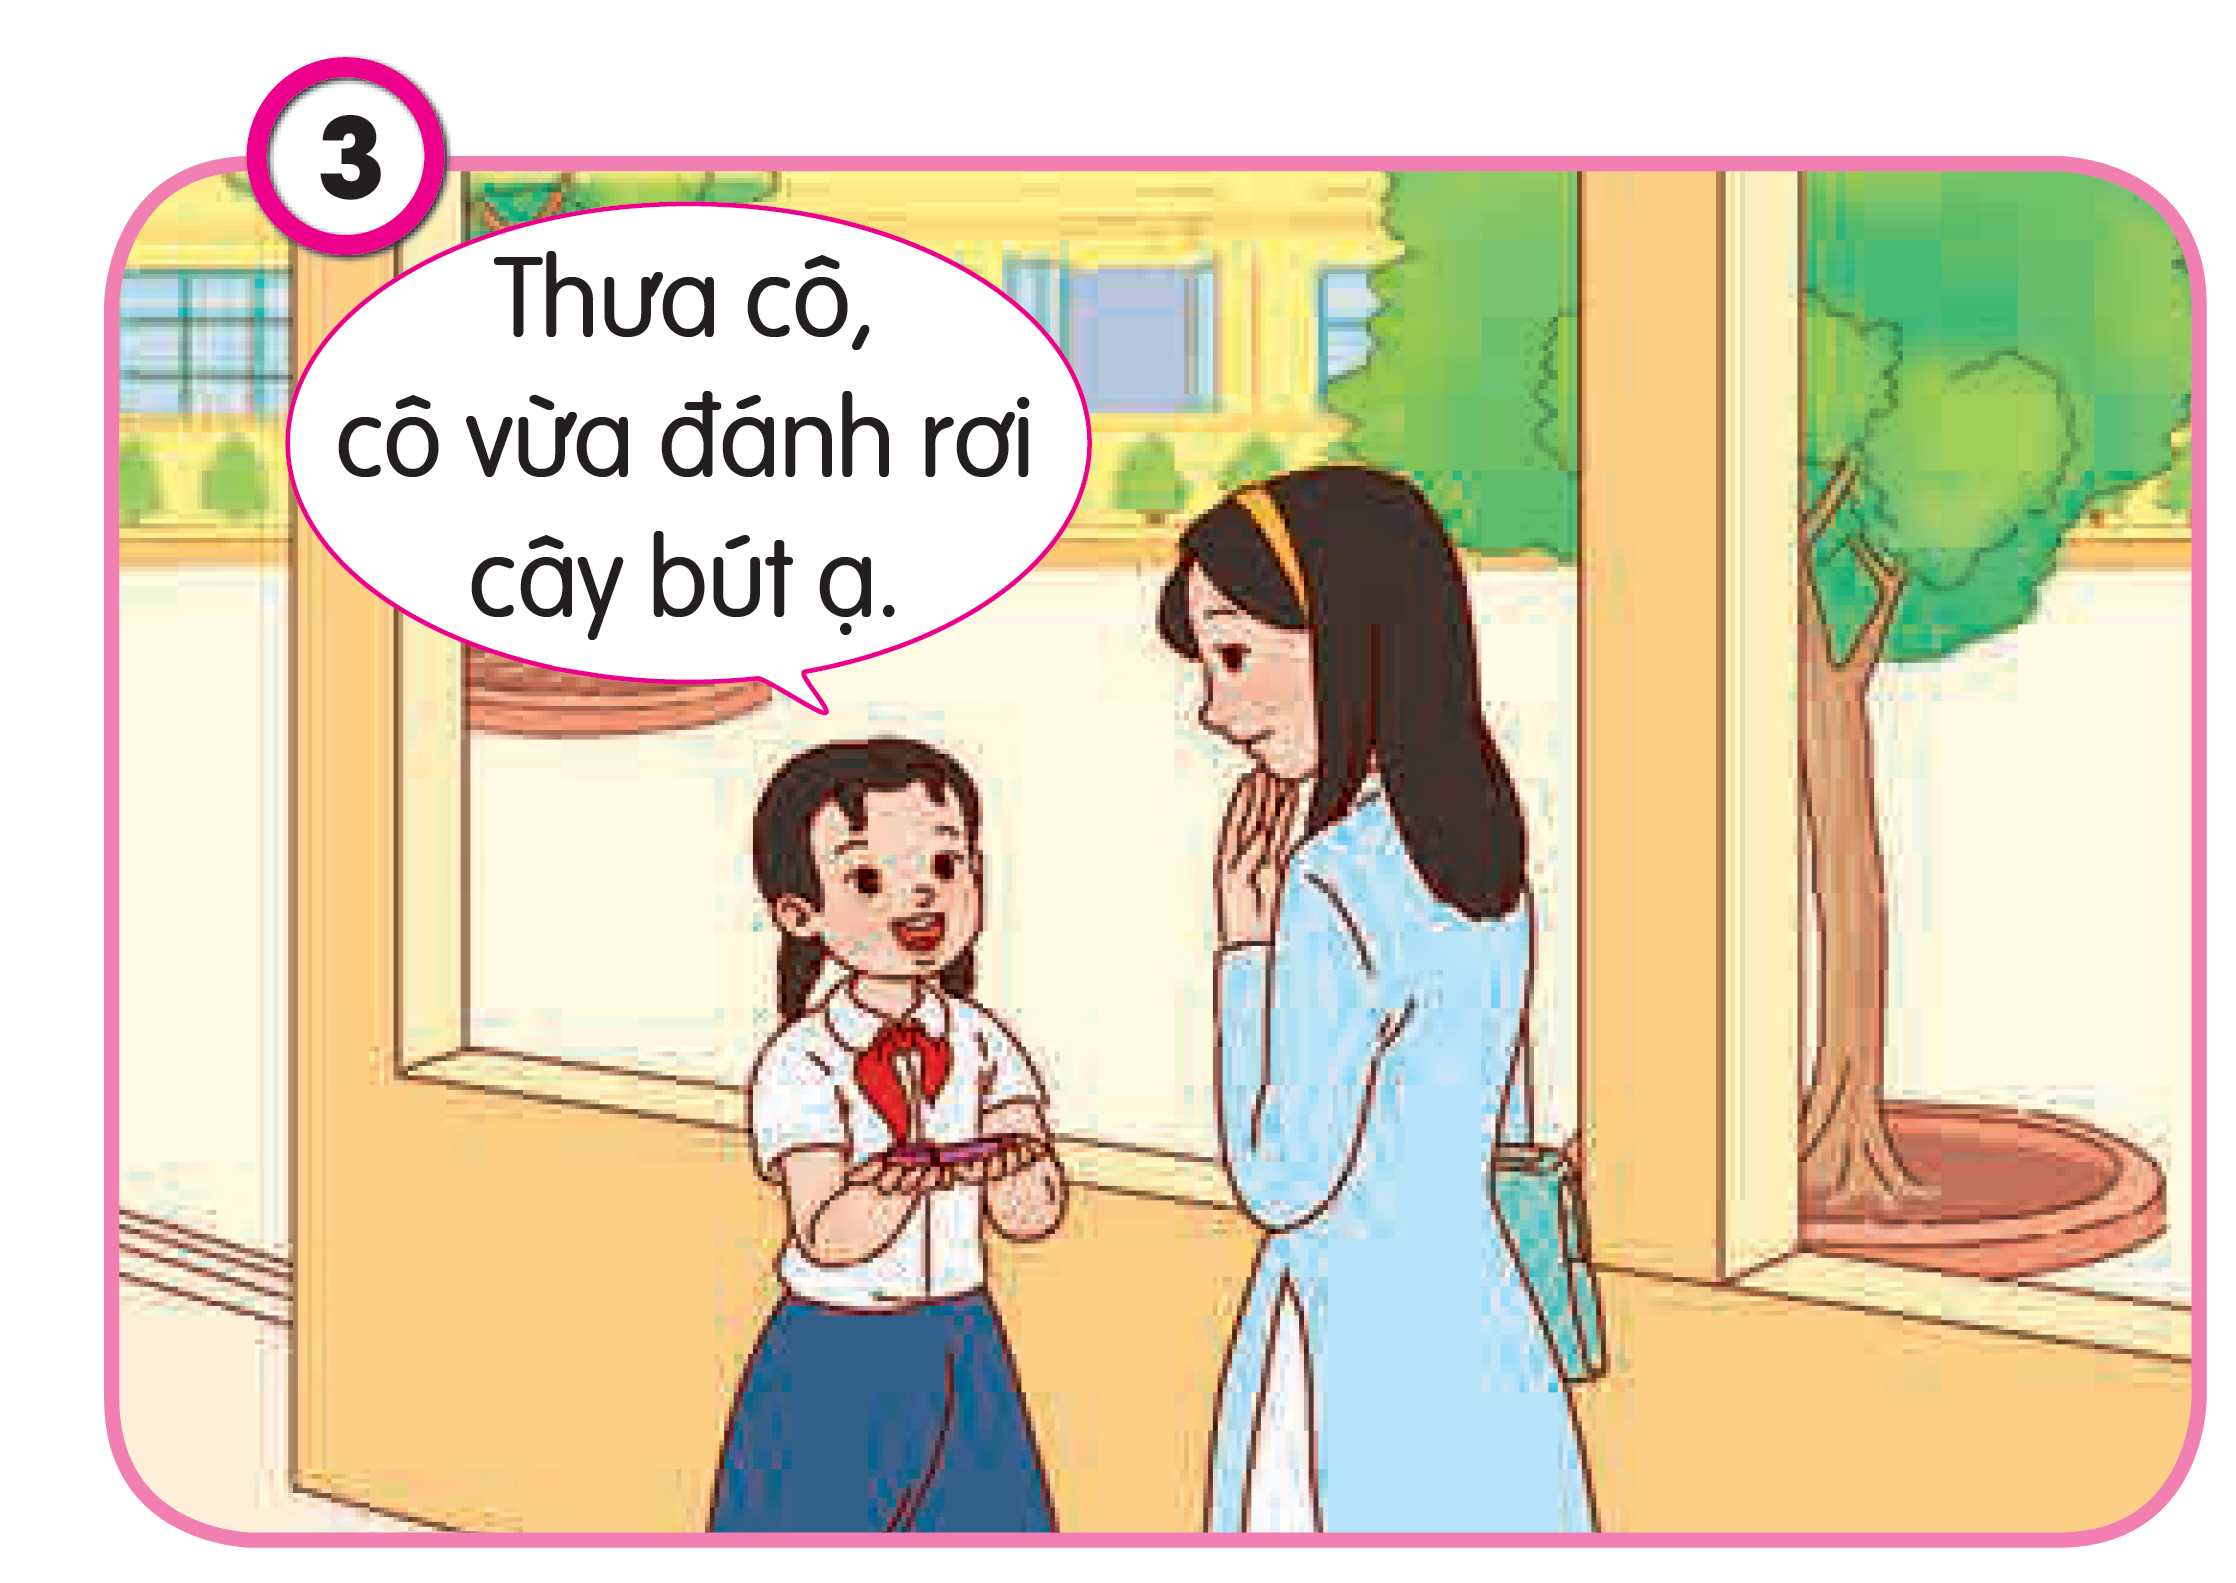 3
Thưa cô,
cô vừa đánh rơi
cây bút ạ.